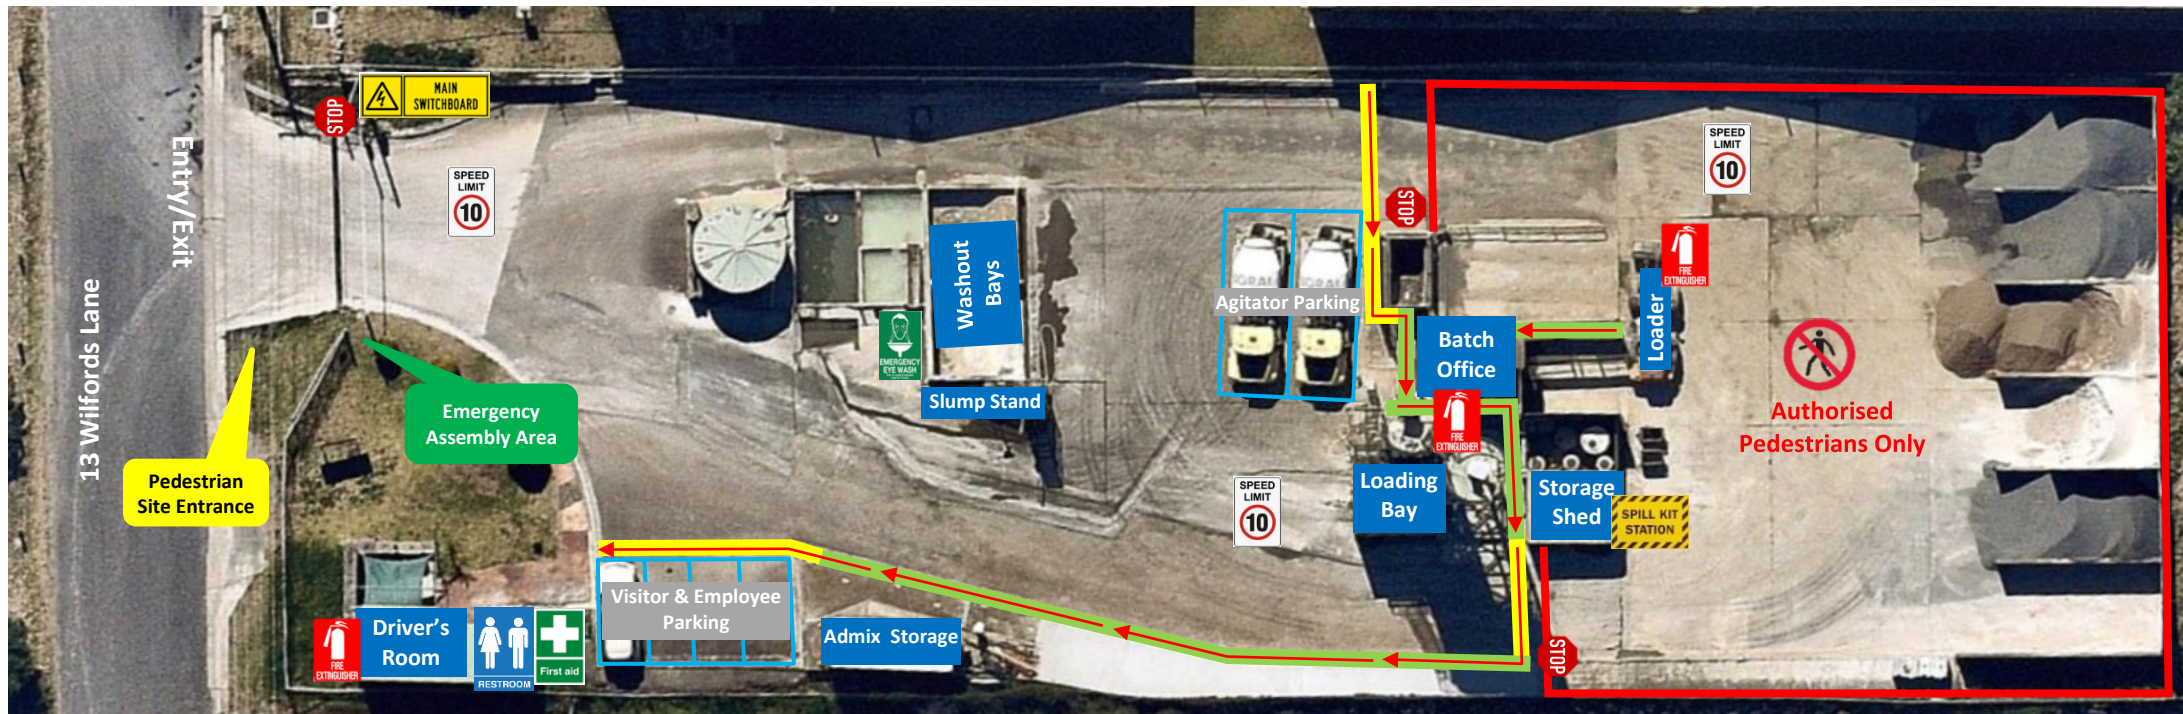 MAIN
SWITCHBOARD
STOP
Entry/Exit
13 Wilfords Lane
SPEED
LIMIT
10
Pedestrian
Site Entrance
Emergency
Assembly Area
FIRE
EXTINGUISHER
Driver's
Room
RESTROOM
First aid
Visitor & Employee
Parking
Admix  Storage
EMERGENCY
EYE WASH
Washout
Bays
Slump Stand
Agitator Parking
SPEED
LIMIT
10
STOP
Batch
Office
FIRE
EXTINGUISHER
Loading
Bay
Storage
Shed
SPILL KIT
STATION
STOP
Loader
FIRE
EXTINGUISHER
SPEED
LIMIT
10
Authorised
Pedestrians Only